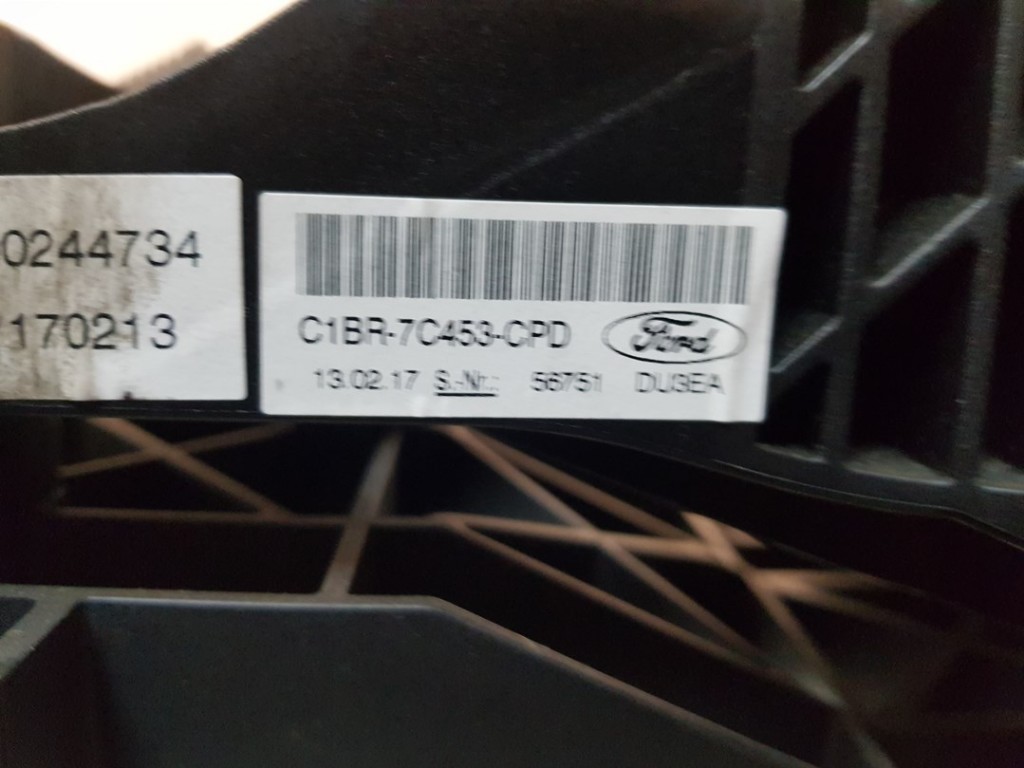 0244734
170213
C1BR-7C453-CPD Ford
13.02.17 S.-Nr.: 56751 DU3EA